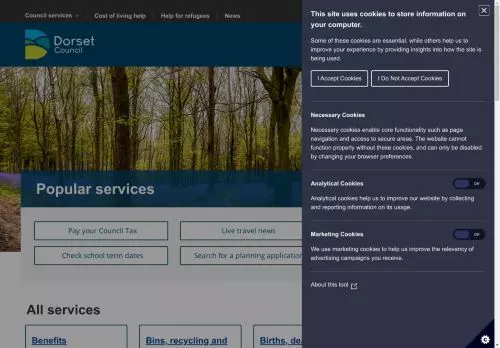 Council services
Cost of living help
Help for refugees
News
Dorset
Council
Popular services
Pay your Council Tax
Live travel news
Check school term dates
Search for a planning application
All services
Benefits
Bins, recycling and
Births, de
This site uses cookies to store information on
your computer.
Some of these cookies are essential, while others help us to
improve your experience by providing insights into how the site is
being used.
I Accept Cookies
I Do Not Accept Cookies
Necessary Cookies
Necessary cookies enable core functionality such as page
navigation and access to secure areas. The website cannot
function properly without these cookies, and can only be disabled
by changing your browser preferences.
Analytical Cookies
Off
Analytical cookies help us to improve our website by collecting
and reporting information on its usage.
Marketing Cookies
Off
We use marketing cookies to help us improve the relevancy of
advertising campaigns you receive.
About this tool